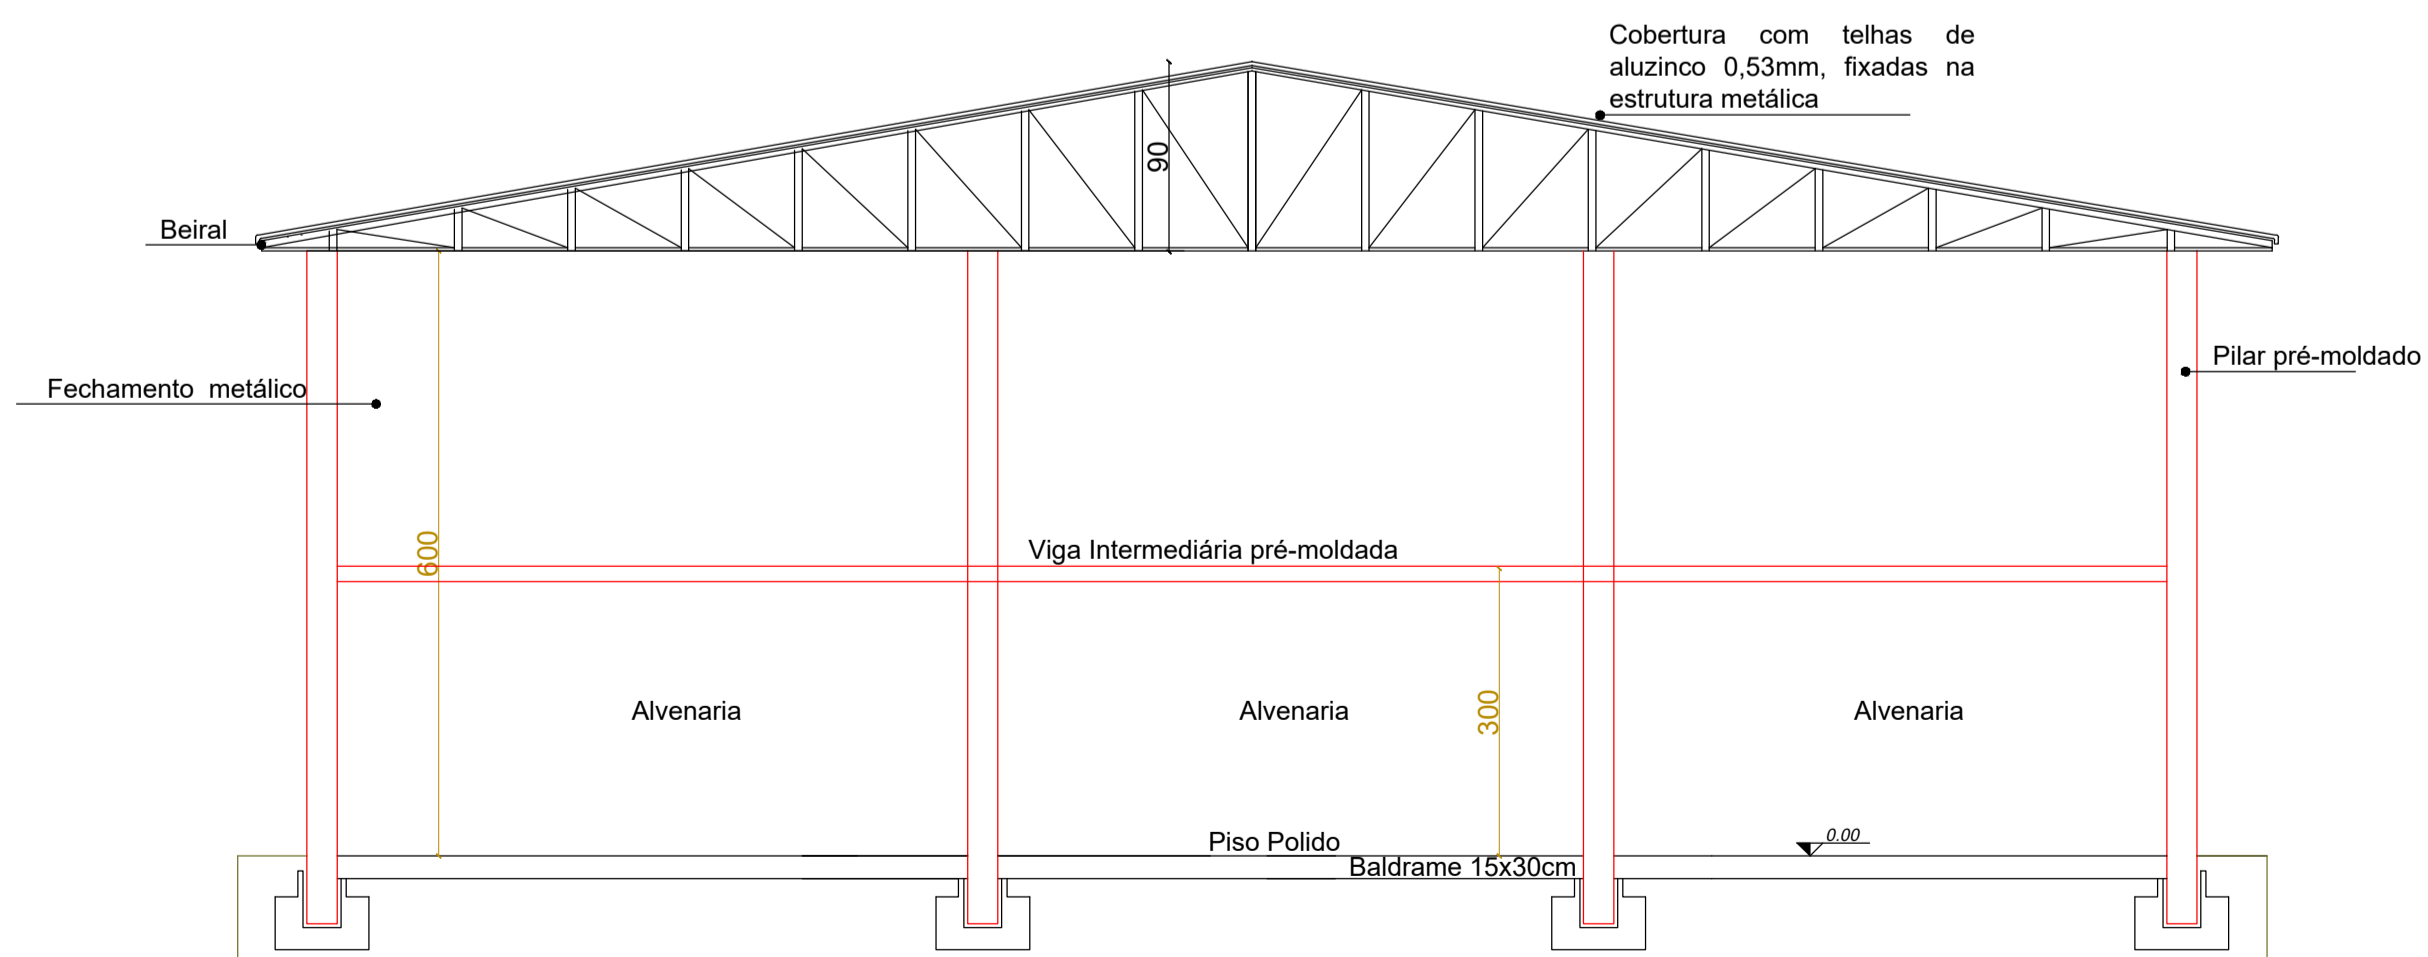 Cobertura com telhas de
aluzinco 0,53mm, fixadas na
estrutura metálica
90
Beiral
Pilar pré-moldado
Fechamento metálico
600
Viga Intermediária pré-moldada
Alvenaria
Alvenaria
300
Alvenaria
Piso Polido
0.00
Baldrame 15x30cm